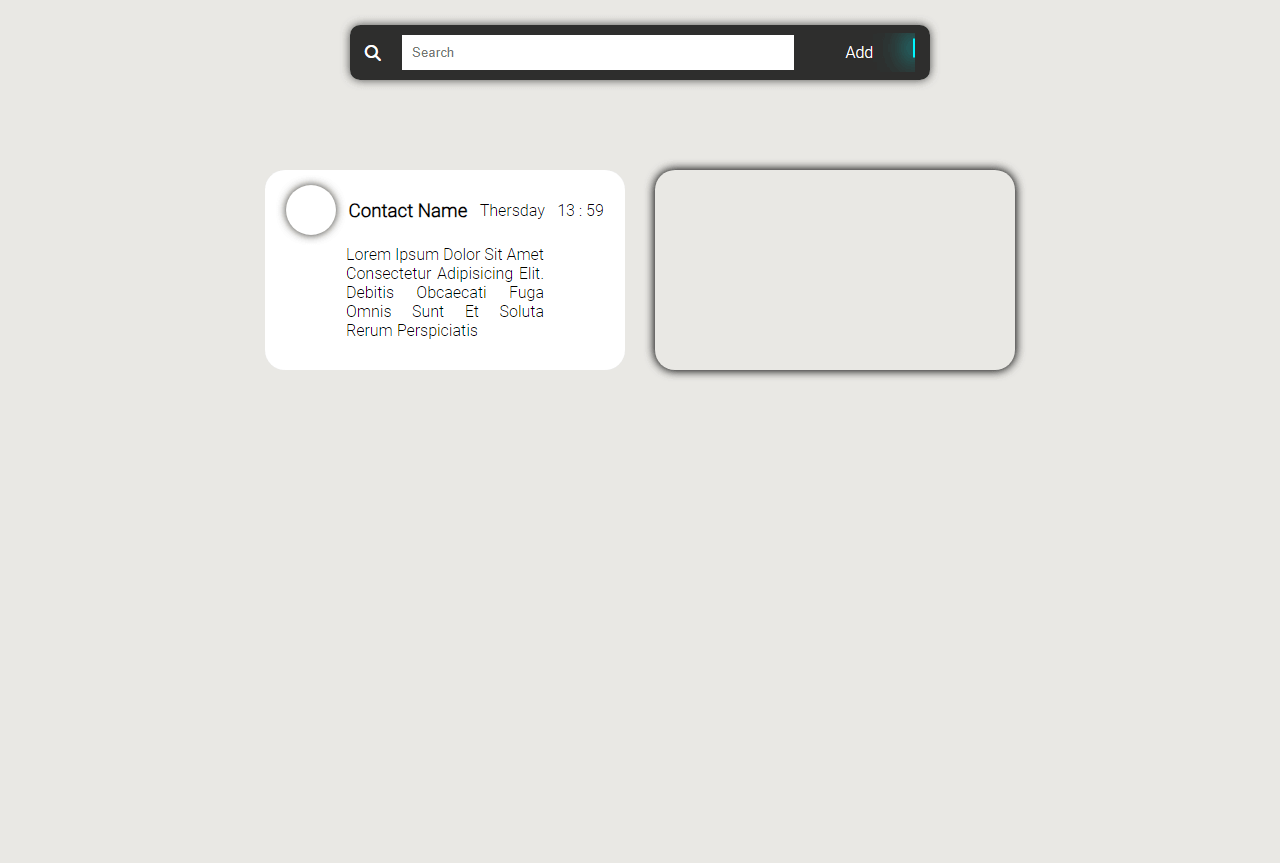 Search
Add
Contact Name Thersday 13 : 59
Lorem Ipsum Dolor Sit Amet
Consectetur Adipisicing Elit.
Debitis Obcaecati Fuga
Omnis Sunt Et Soluta
Rerum Perspiciatis